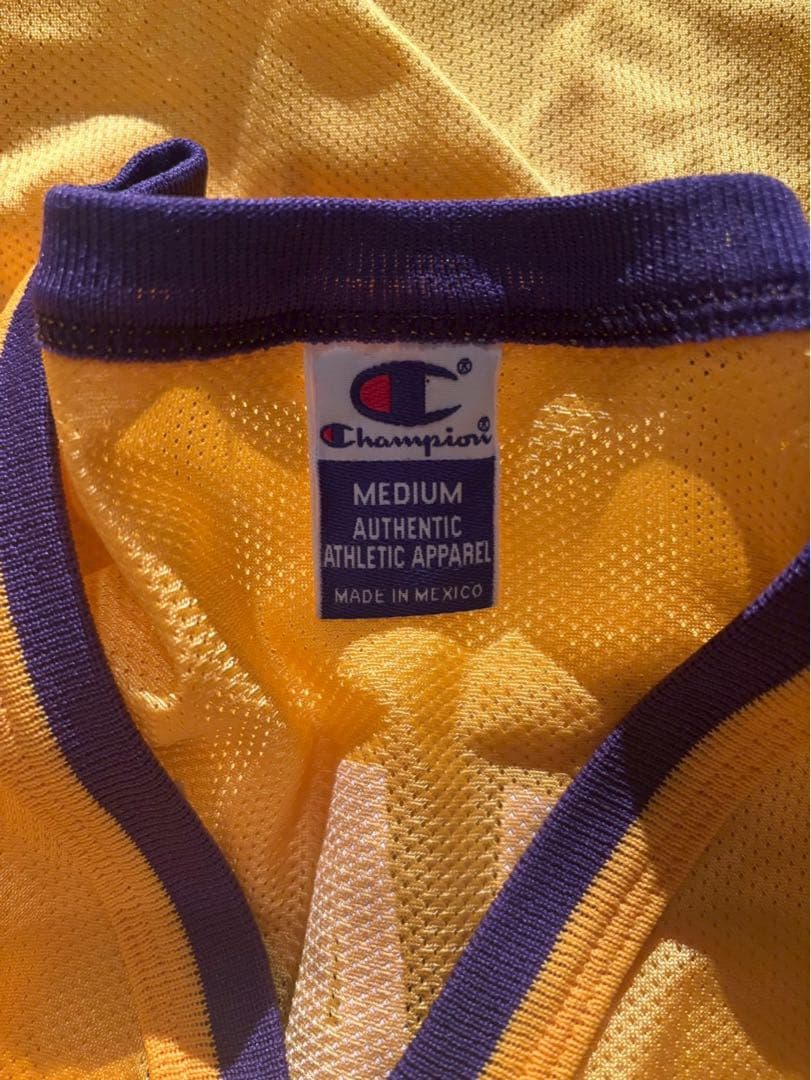 ®
Champion®
MEDIUM
AUTHENTIC
ATHLETIC APPAREL
MADE IN MEXICO